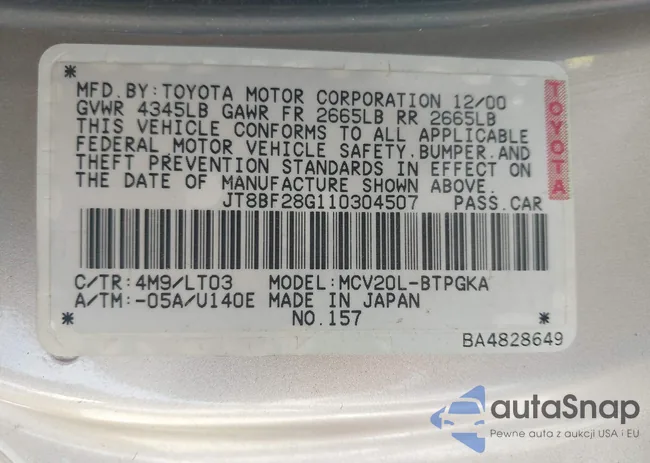 MFD.BY:TOYOTA MOTOR CORPORATION 12/00
GVWR 4345LB GAWR FR 2665LB RR 2665LB
THIS VEHICLE CONFORMS TO ALL APPLICABLE
FEDERAL MOTOR VEHICLE SAFETY,BUMPER,AND
THEFT PREVENTION STANDARDS IN EFFECT ON
THE DATE OF MANUFACTURE SHOWN ABOVE.
JT8BF28G110304507 PASS.CAR
TOYOTA
C/TR:4M9/LT03 MODEL:MCV20L-BTPGKA
A/TM:-05A/U140E MADE IN JAPAN
* NO.157 *
BA4828649
autaSnap
Pewne auta z aukcji USA i EU